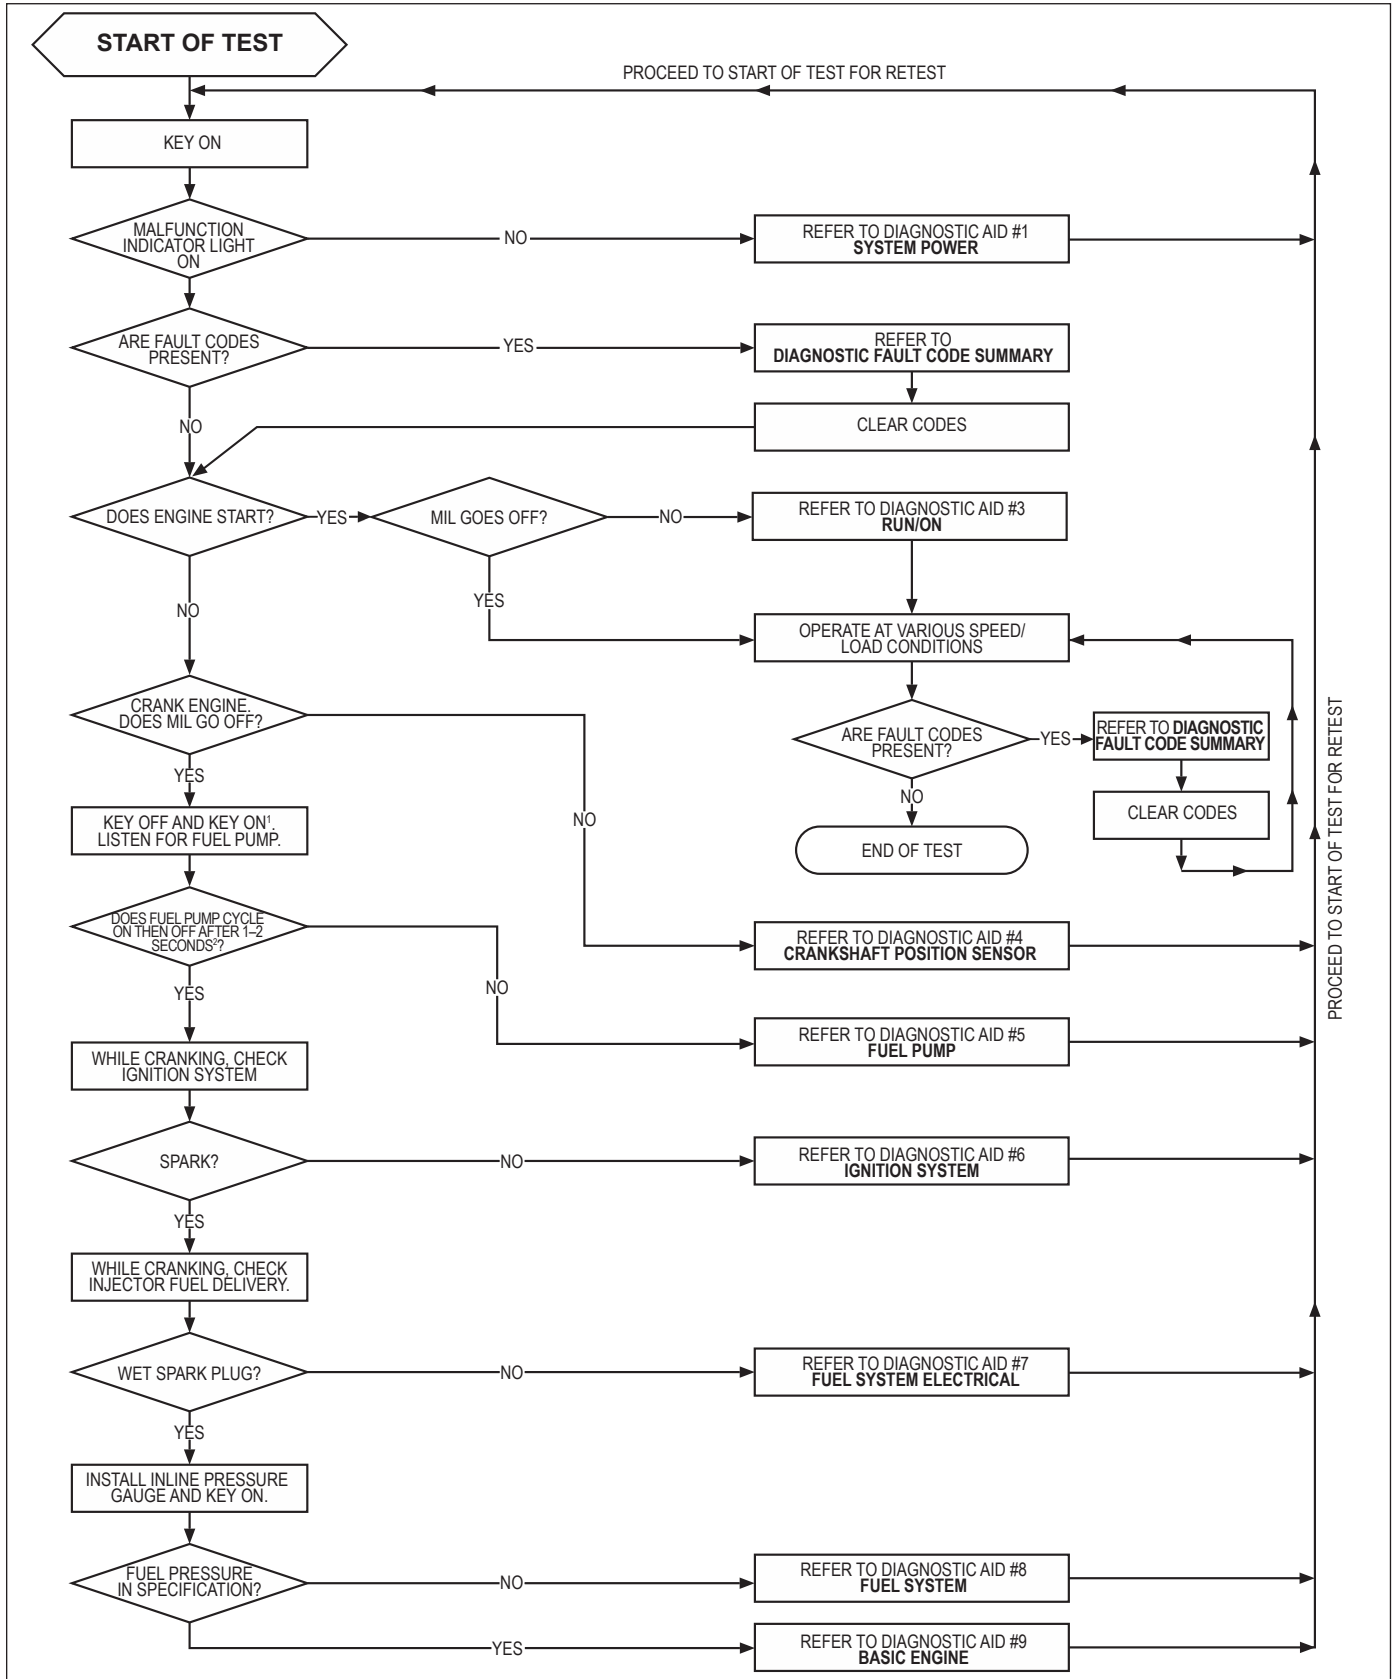 START OF TEST
PROCEED TO START OF TEST FOR RETEST
KEY ON
MALFUNCTION
INDICATOR LIGHT
ON
NO
REFER TO DIAGNOSTIC AID #1
SYSTEM POWER
ARE FAULT CODES
PRESENT?
YES
REFER TO
DIAGNOSTIC FAULT CODE SUMMARY
CLEAR CODES
NO
DOES ENGINE START?
YES
MIL GOES OFF?
NO
REFER TO DIAGNOSTIC AID #3
RUN/ON
YES
NO
OPERATE AT VARIOUS SPEED/
LOAD CONDITIONS
CRANK ENGINE.
DOES MIL GO OFF?
ARE FAULT CODES
PRESENT?
YES
REFER TO DIAGNOSTIC
FAULT CODE SUMMARY
YES
NO
CLEAR CODES
KEY OFF AND KEY ON¹.
LISTEN FOR FUEL PUMP.
NO
END OF TEST
PROCEED TO START OF TEST FOR RETEST
DOES FUEL PUMP CYCLE
ON THEN OFF AFTER 1–2
SECONDS²?
REFER TO DIAGNOSTIC AID #4
CRANKSHAFT POSITION SENSOR
YES
NO
WHILE CRANKING, CHECK
IGNITION SYSTEM
REFER TO DIAGNOSTIC AID #5
FUEL PUMP
SPARK?
NO
REFER TO DIAGNOSTIC AID #6
IGNITION SYSTEM
YES
WHILE CRANKING, CHECK
INJECTOR FUEL DELIVERY.
WET SPARK PLUG?
NO
REFER TO DIAGNOSTIC AID #7
FUEL SYSTEM ELECTRICAL
YES
INSTALL INLINE PRESSURE
GAUGE AND KEY ON.
FUEL PRESSURE
IN SPECIFICATION?
NO
REFER TO DIAGNOSTIC AID #8
FUEL SYSTEM
YES
REFER TO DIAGNOSTIC AID #9
BASIC ENGINE